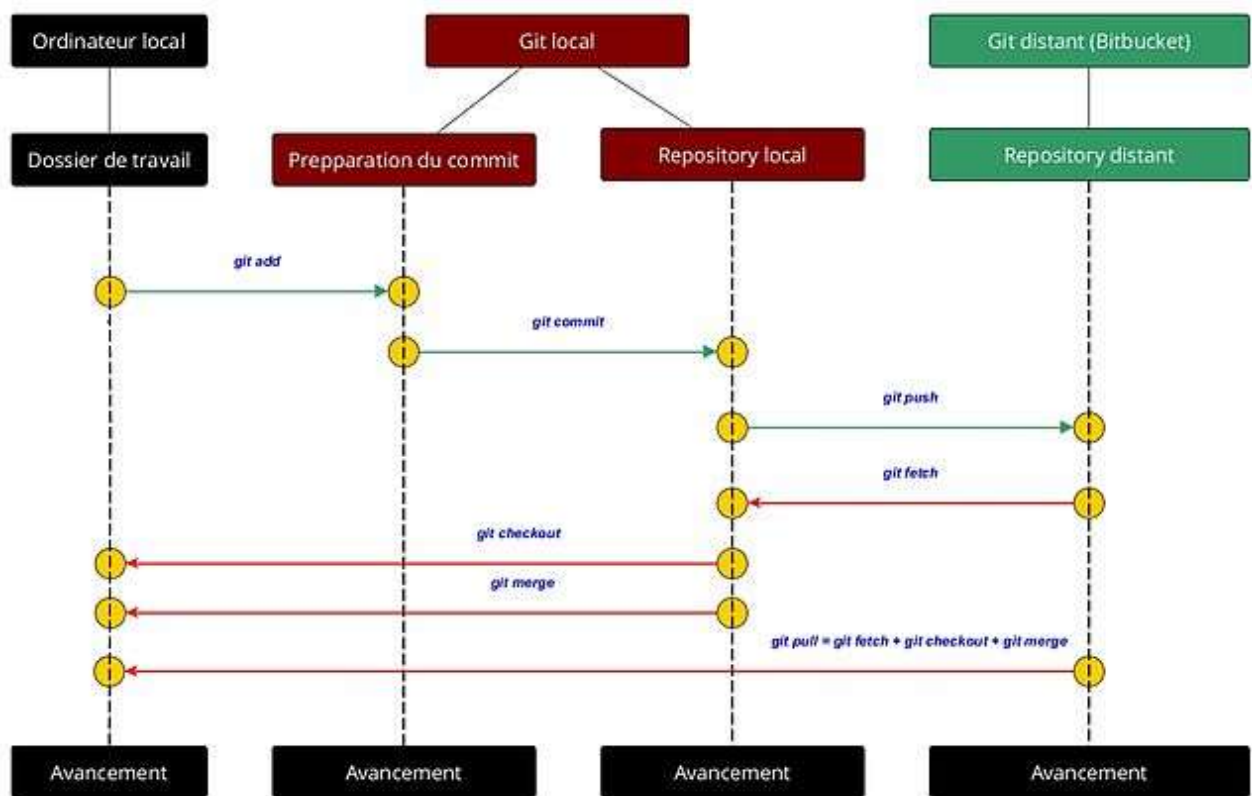 Ordinateur local
Git local
Git distant (Bitbucket)
Dossier de travail
Prepparation du commit
Repository local
Repository distant
git add
git commit
git push
git fetch
git checkout
git merge
git pull = git fetch + git checkout + git merge
Avancement
Avancement
Avancement
Avancement